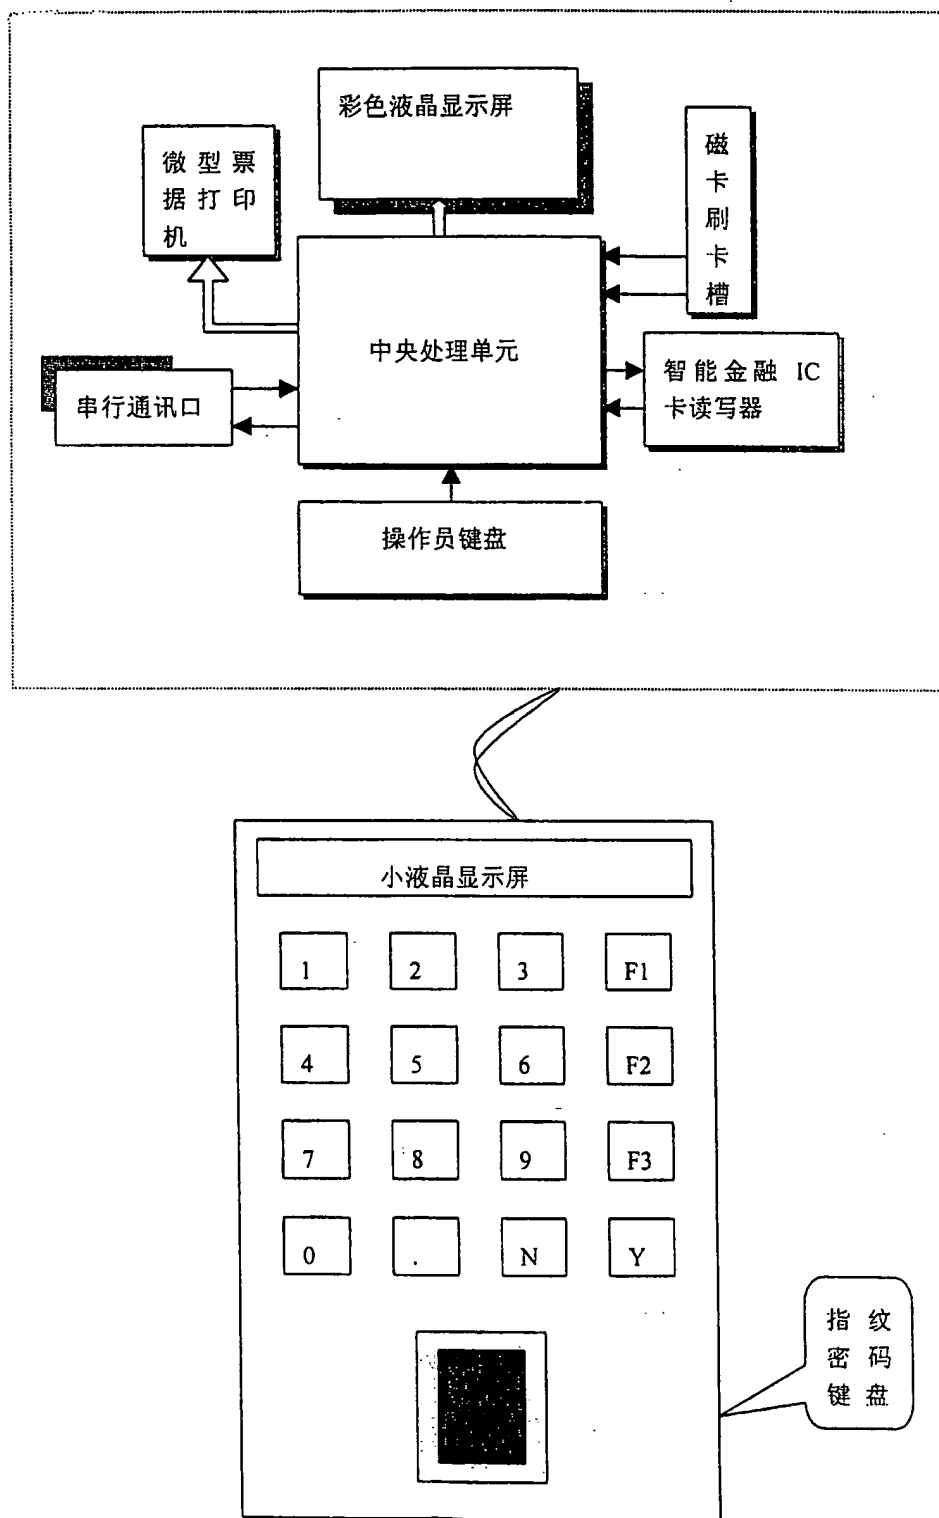 彩色液晶显示屏
微型票
据打印
机
磁
卡
刷
卡
槽
中央处理单元
智能金融 IC
卡读写器
串行通讯口
操作员键盘
小液晶显示屏
1 2 3 F1
4 5 6 F2
7 8 9 F3
0 . N Y
指纹
密码
键盘